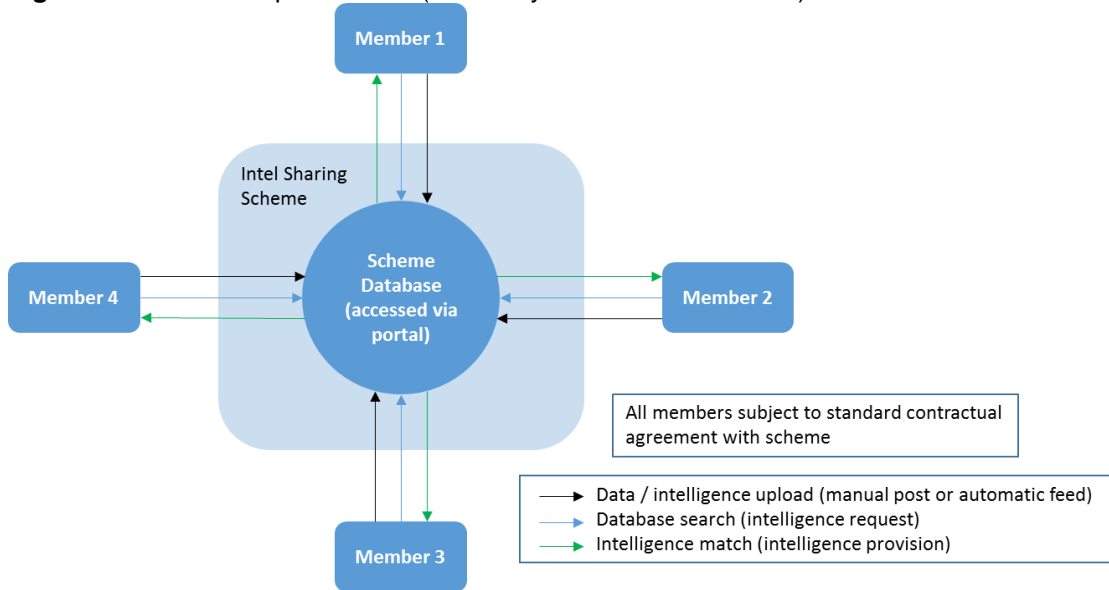 Member 1
Intel Sharing
Scheme
Scheme
Database
(accessed via
portal)
Member 4
Member 2
All members subject to standard contractual
agreement with scheme
Data / intelligence upload (manual post or automatic feed)
Database search (intelligence request)
Intelligence match (intelligence provision)
Member 3